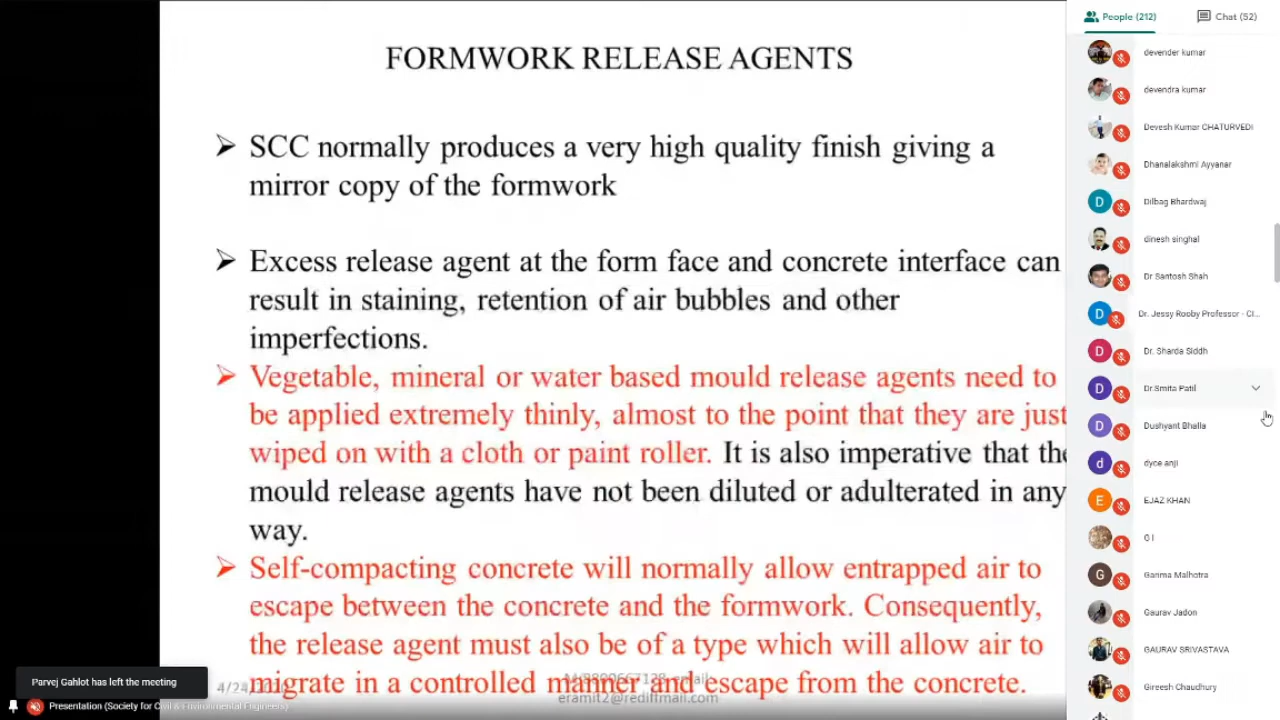 FORMWORK RELEASE AGENTS
➢ SCC normally produces a very high quality finish giving a
mirror copy of the formwork
➢ Excess release agent at the form face and concrete interface can
result in staining, retention of air bubbles and other
imperfections.
➢ Vegetable, mineral or water based mould release agents need to
be applied extremely thinly, almost to the point that they are just
wiped on with a cloth or paint roller. It is also imperative that the
mould release agents have not been diluted or adulterated in any
way.
➢ Self-compacting concrete will normally allow entrapped air to
escape between the concrete and the formwork. Consequently,
the release agent must also be of a type which will allow air to
migrate in a controlled manner and escape from the concrete.
eramit2@rediffmail.com
Parvej Gahlot has left the meeting
Presentation (Society for Civil & Environmental Engineers)
People (212)
Chat (52)
devender kumar
devendra kumar
Devesh Kumar CHATURVEDI
Dhanalakshmi Ayyanar
D
Dilbag Bhardwaj
dinesh singhal
Dr Santosh Shah
D
Dr. Jessy Rooby Professor - CI...
D
Dr. Sharda Siddh
D
Dr.Smita Patil
D
Dushyant Bhalla
d
dyce anji
E
EJAZ KHAN
G I
G
Garima Malhotra
Gaurav Jadon
GAURAV SRIVASTAVA
Gireesh Chaudhury